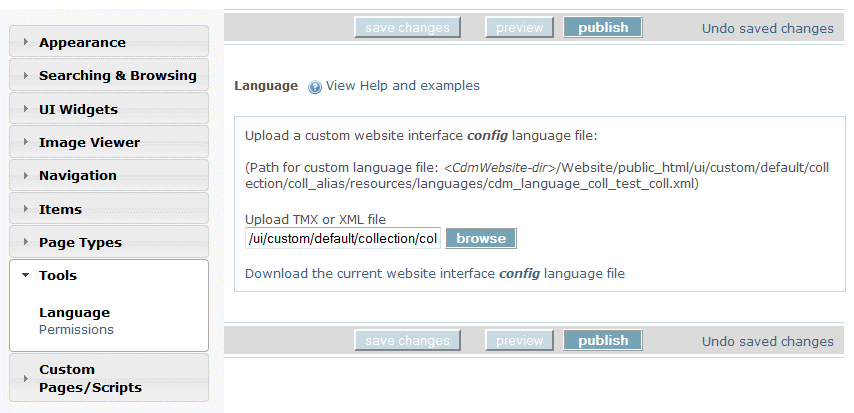 save changes preview publish Undo saved changes
Appearance
Searching & Browsing
UI Widgets
Image Viewer
Navigation
Items
Page Types
Tools
Language
Permissions
Custom
Pages/Scripts
Language ? View Help and examples
Upload a custom website interface config language file:
(Path for custom language file: <CdmWebsite-dir>/Website/public_html/ui/custom/default/coll
ection/coll_alias/resources/languages/cdm_language_coll_test_coll.xml)
Upload TMX or XML file
/ui/custom/default/collection/col browse
Download the current website interface config language file
save changes preview publish Undo saved changes